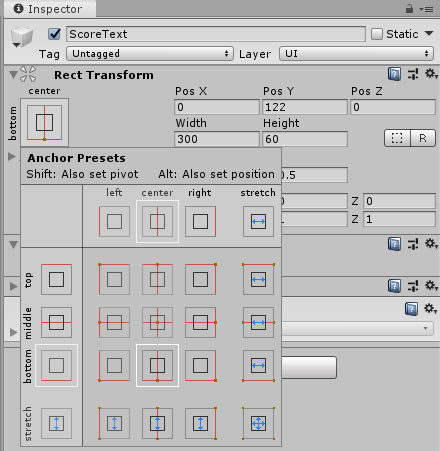 Inspector
ScoreText
Static
Tag Untagged Layer UI
Rect Transform
center
bottom
Pos X Pos Y Pos Z
0 122 0
Width Height
300 60
R
Anchor Presets
Shift: Also set pivot Alt: Also set position
0.5
Z 0
Z 1
left center right stretch
top
middle
bottom
stretch